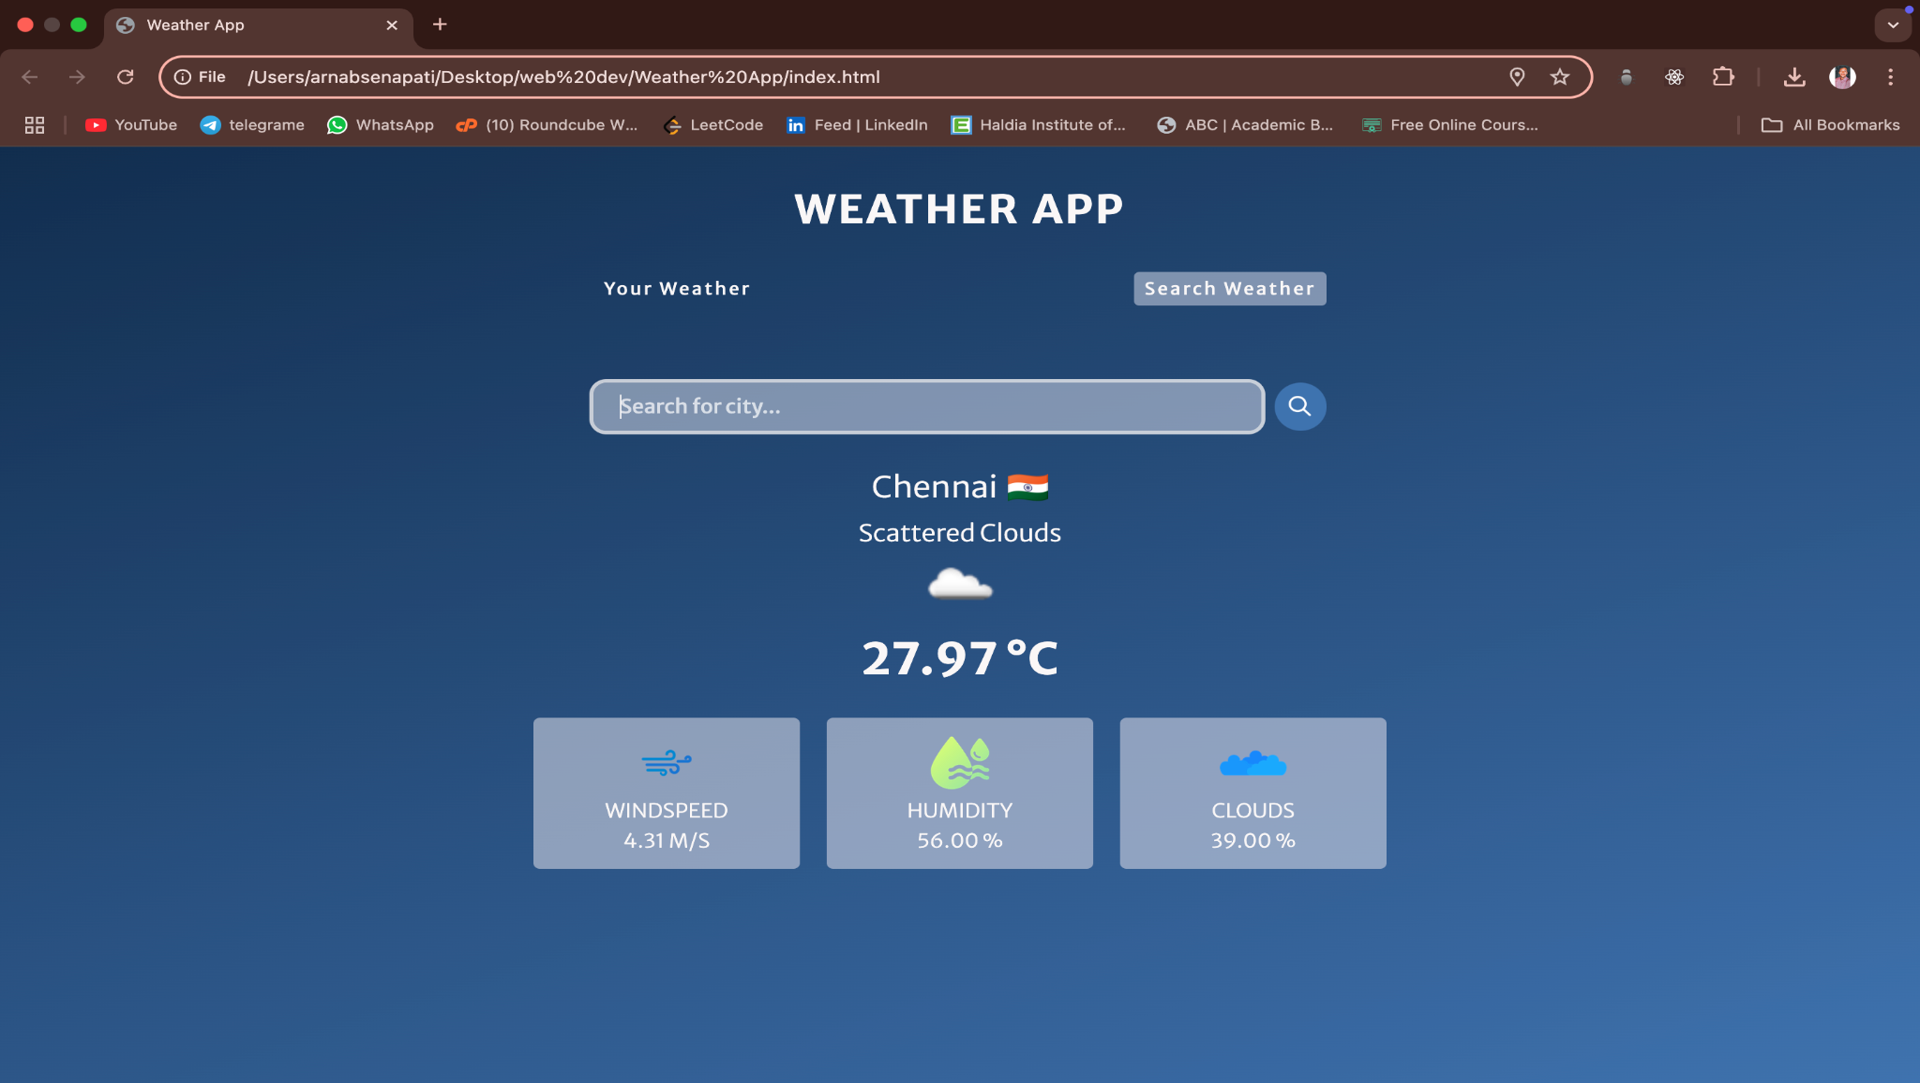 Weather App
File /Users/arnabsenapati/Desktop/web%20dev/Weather%20App/index.html
YouTube telegrame WhatsApp (10) Roundcube W... LeetCode Feed | LinkedIn Haldia Institute of... ABC | Academic B... Free Online Cours... All Bookmarks
WEATHER APP
Your Weather Search Weather
Search for city...
Chennai
Scattered Clouds
27.97 °C
WINDSPEED HUMIDITY CLOUDS
4.31 M/S 56.00 % 39.00 %